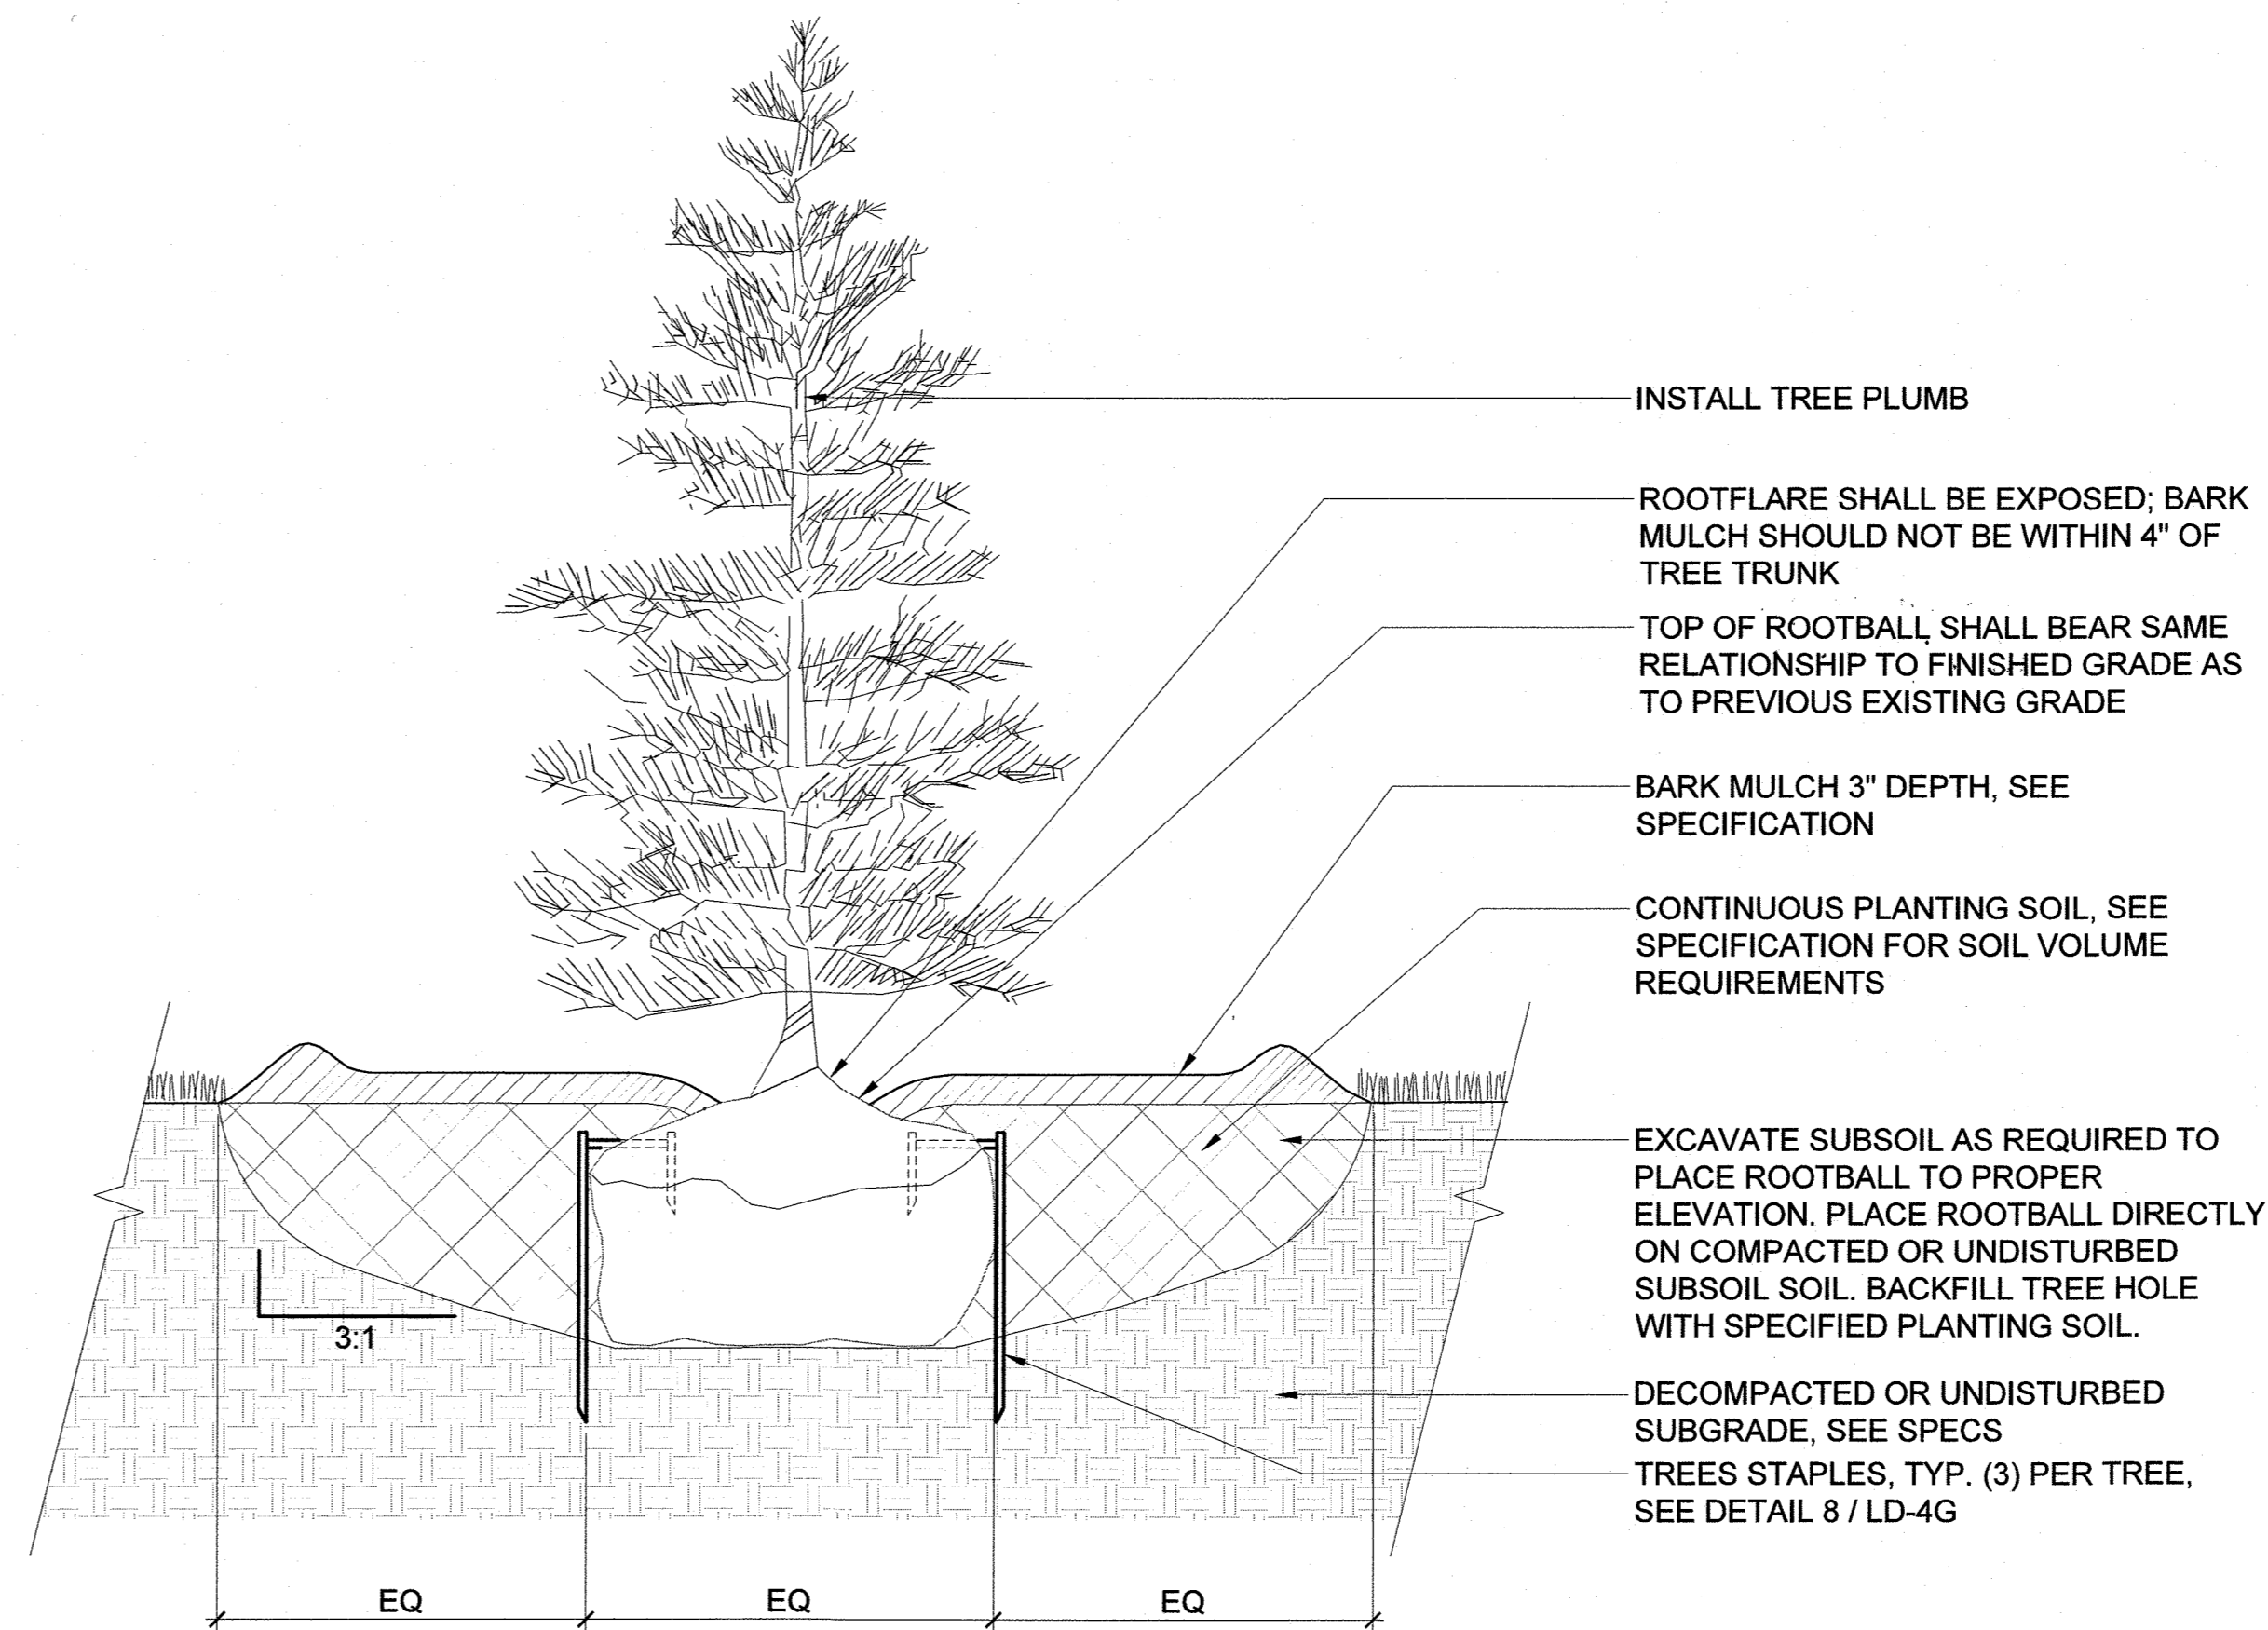 INSTALL TREE PLUMB
ROOTFLARE SHALL BE EXPOSED; BARK
MULCH SHOULD NOT BE WITHIN 4" OF
TREE TRUNK
TOP OF ROOTBALL SHALL BEAR SAME
RELATIONSHIP TO FINISHED GRADE AS
TO PREVIOUS EXISTING GRADE
BARK MULCH 3" DEPTH, SEE
SPECIFICATION
CONTINUOUS PLANTING SOIL, SEE
SPECIFICATION FOR SOIL VOLUME
REQUIREMENTS
EXCAVATE SUBSOIL AS REQUIRED TO
PLACE ROOTBALL TO PROPER
ELEVATION. PLACE ROOTBALL DIRECTLY
ON COMPACTED OR UNDISTURBED
SUBSOIL SOIL. BACKFILL TREE HOLE
WITH SPECIFIED PLANTING SOIL.
3:1
DECOMPACTED OR UNDISTURBED
SUBGRADE, SEE SPECS
TREES STAPLES, TYP. (3) PER TREE,
SEE DETAIL 8 / LD-4G
EQ EQ EQ